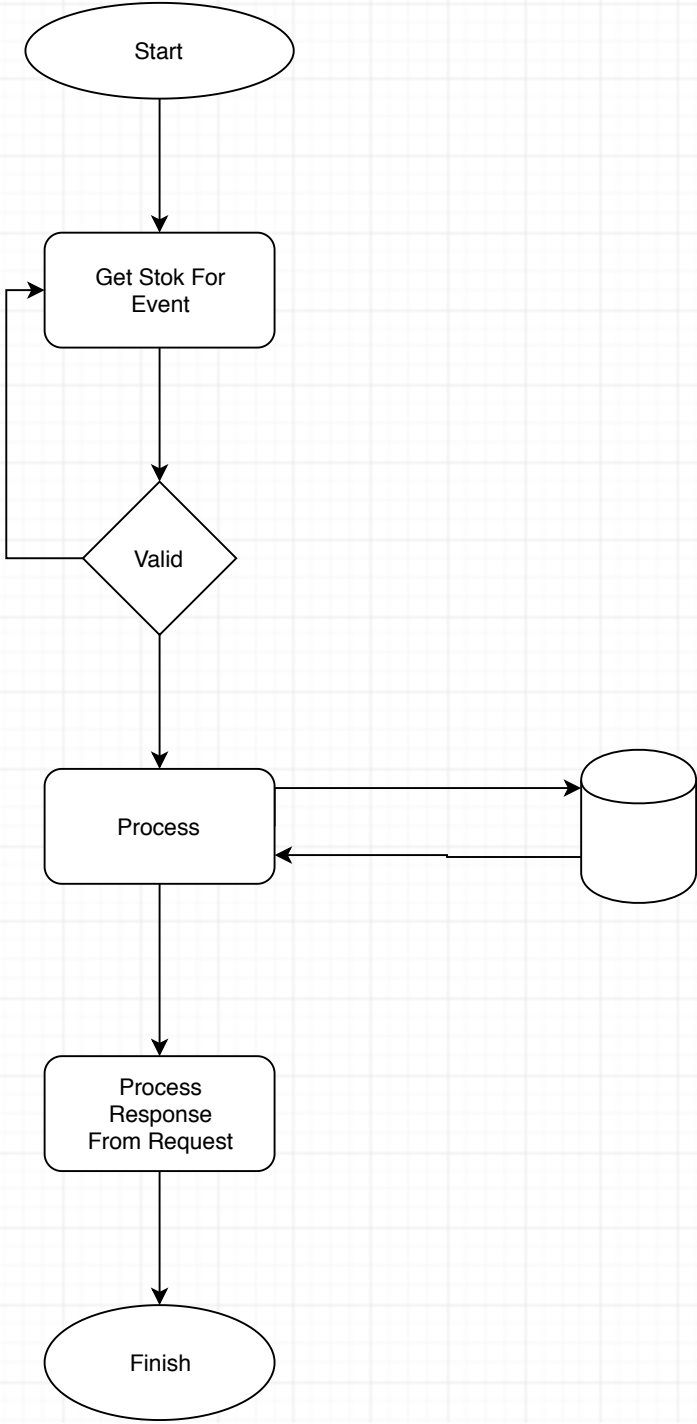 Start
Get Stok For
Event
Valid
Process
Process
Response
From Request
Finish